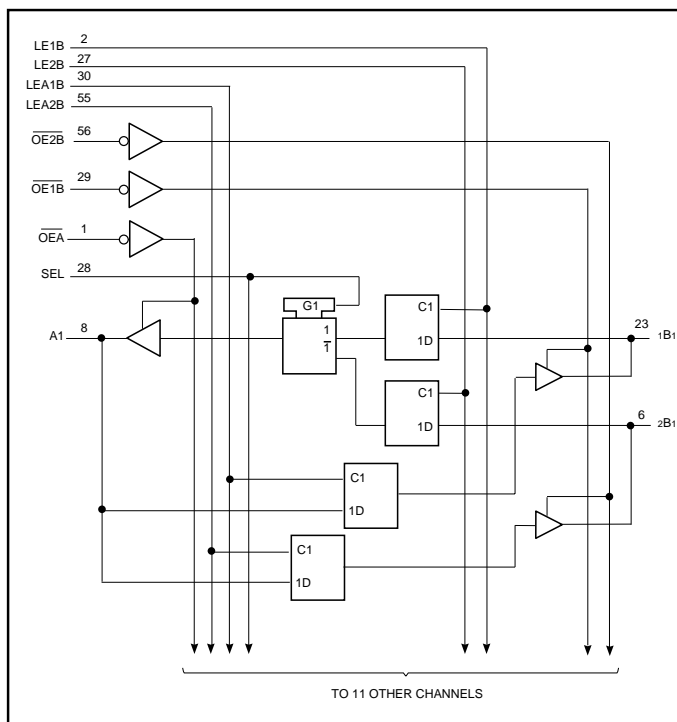 LE1B 2
LE2B 27
LEA1B 30
LEA2B 55
OE2B 56
OE1B 29
OEA 1
SEL 28
G1
A1 8
1
1
C1
1D
23 1B1
C1
1D
6 2B1
C1
1D
C1
1D
TO 11 OTHER CHANNELS